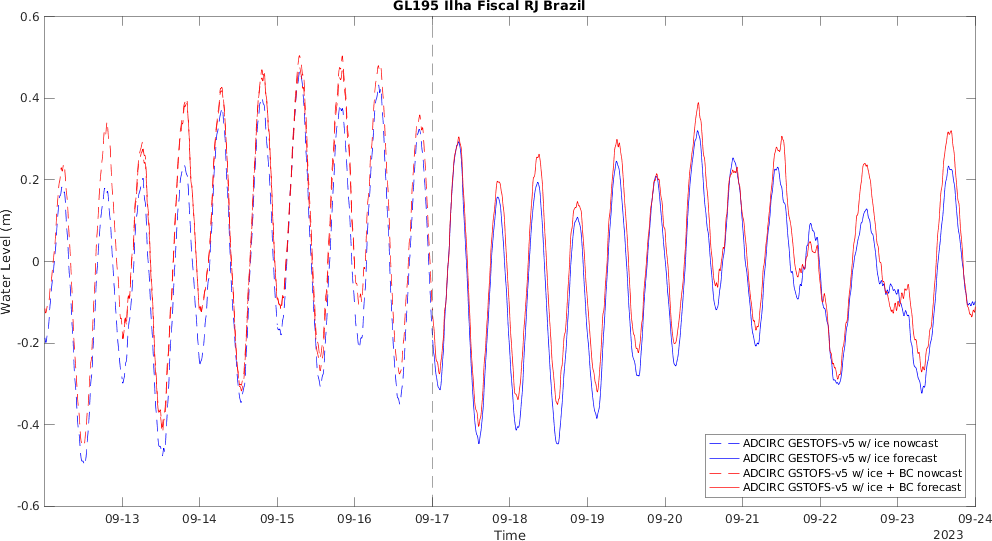 GL195 Ilha Fiscal RJ Brazil
0.6
0.4
0.2
0
-0.2
-0.4
-0.6
Water Level (m)
ADCIRC GESTOFS-v5 w/ ice nowcast
ADCIRC GESTOFS-v5 w/ ice forecast
ADCIRC GSTOFS-v5 w/ ice + BC nowcast
ADCIRC GSTOFS-v5 w/ ice + BC forecast
09-13 09-14 09-15 09-16 09-17 09-18 09-19 09-20 09-21 09-22 09-23 09-24
Time
2023